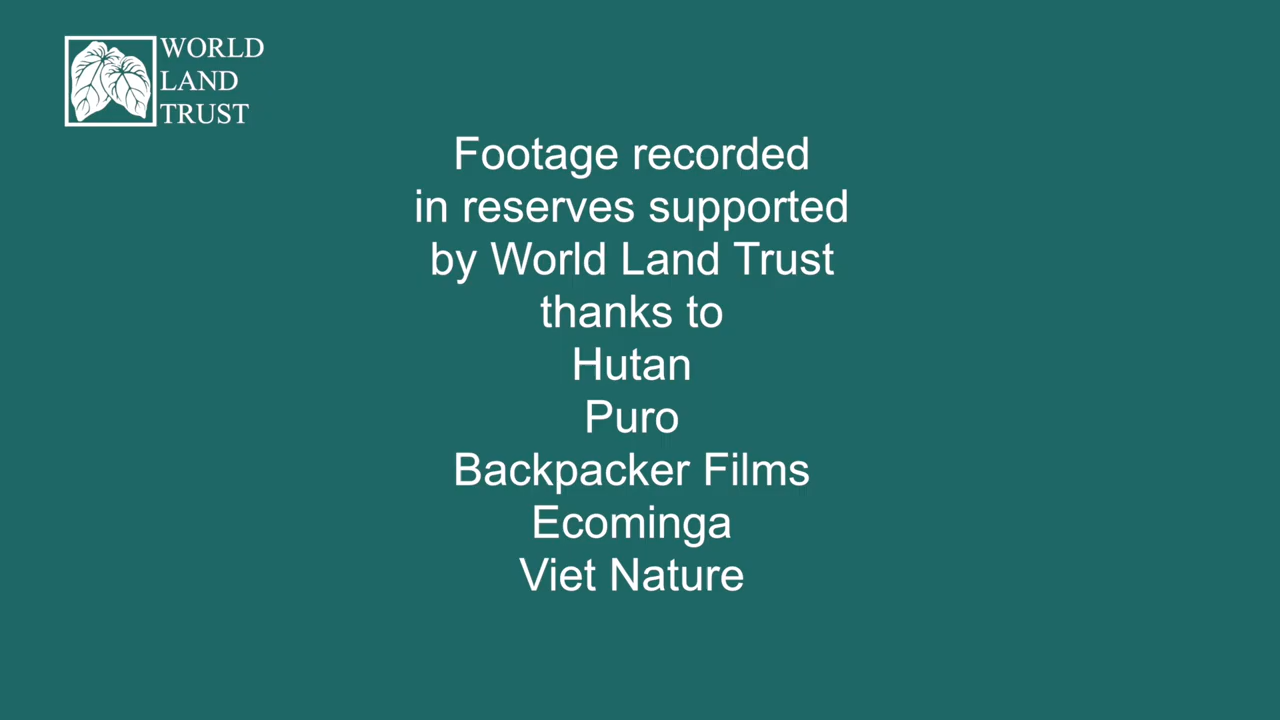 WORLD
LAND
TRUST
Footage recorded
in reserves supported
by World Land Trust
thanks to
Hutan
Puro
Backpacker Films
Ecominga
Viet Nature